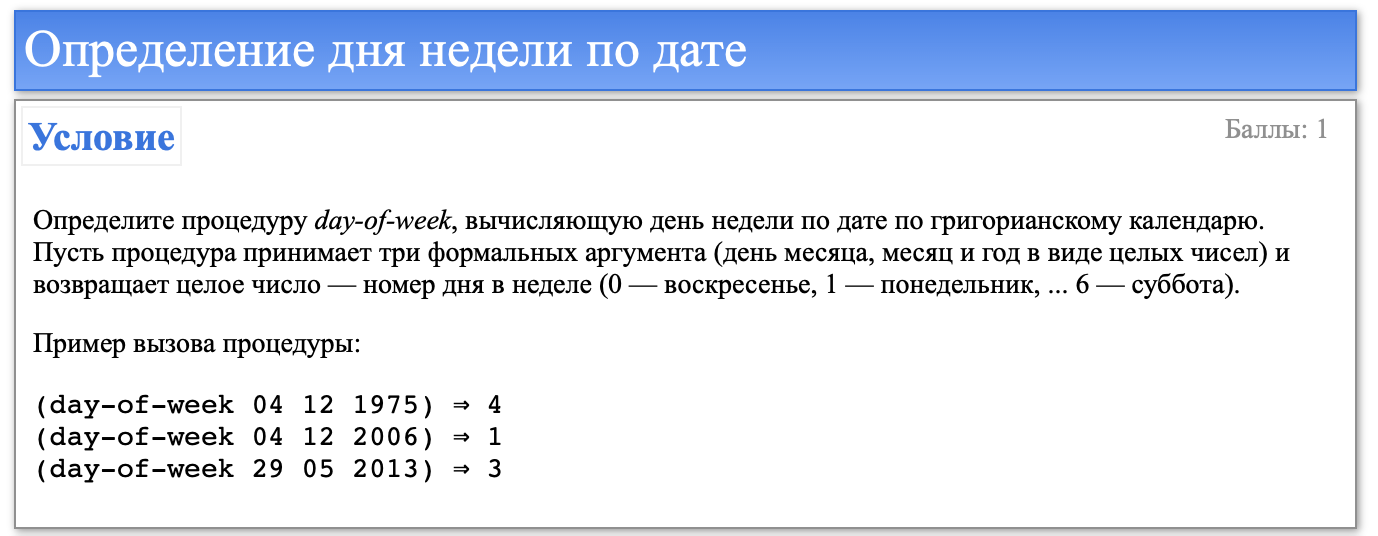 Определение дня недели по дате
Условие
Баллы: 1
Определите процедуру day-of-week, вычисляющую день недели по дате по григорианскому календарю.
Пусть процедура принимает три формальных аргумента (день месяца, месяц и год в виде целых чисел) и
возвращает целое число — номер дня в неделе (0 — воскресенье, 1 — понедельник, ... 6 — суббота).
Пример вызова процедуры:
(day-of-week 04 12 1975) ⇒ 4
(day-of-week 04 12 2006) ⇒ 1
(day-of-week 29 05 2013) ⇒ 3